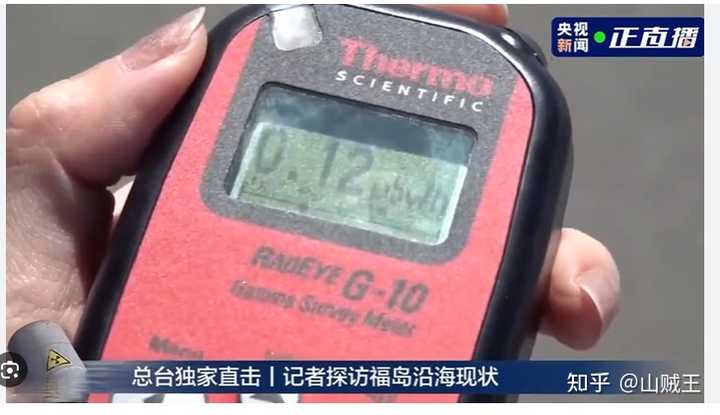 央视
新闻
正直播
Thermo
SCIENTIFIC
0.12 μSv/h
RADEYE G-10
Gamma Survey Meter
Menu
总台独家直击丨记者探访福岛沿海现状
知乎 @山贼王